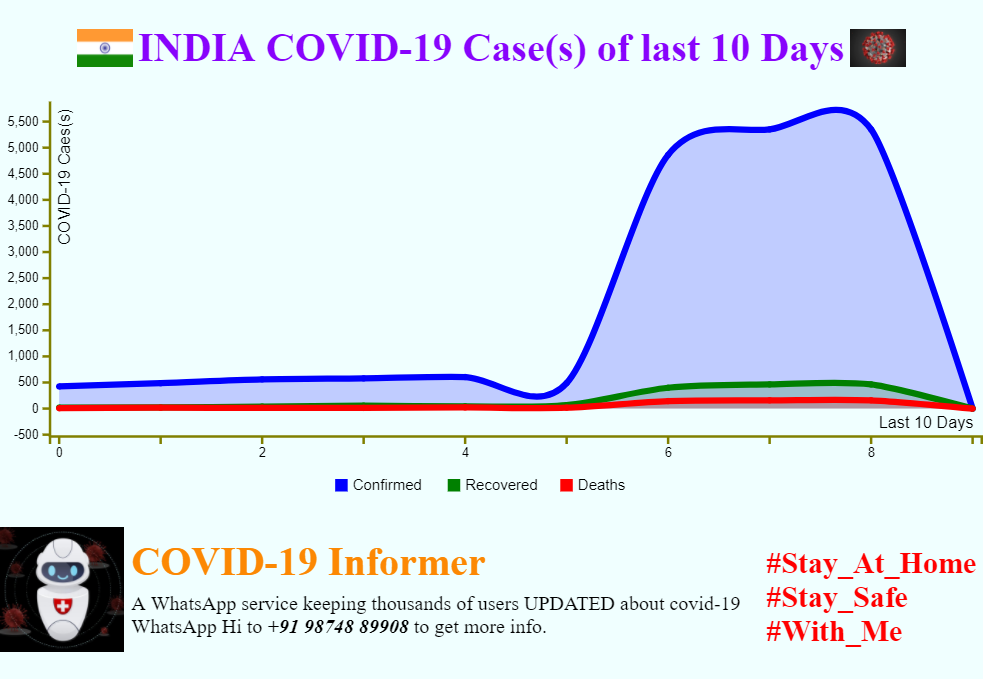 INDIA COVID-19 Case(s) of last 10 Days
COVID-19 Caes(s)
5,500
5,000
4,500
4,000
3,500
3,000
2,500
2,000
1,500
1,000
500
0
-500
Last 10 Days
0 2 4 6 8
Confirmed Recovered Deaths
COVID-19 Informer
A WhatsApp service keeping thousands of users UPDATED about covid-19
WhatsApp Hi to +91 98748 89908 to get more info.
#Stay_At_Home
#Stay_Safe
#With_Me